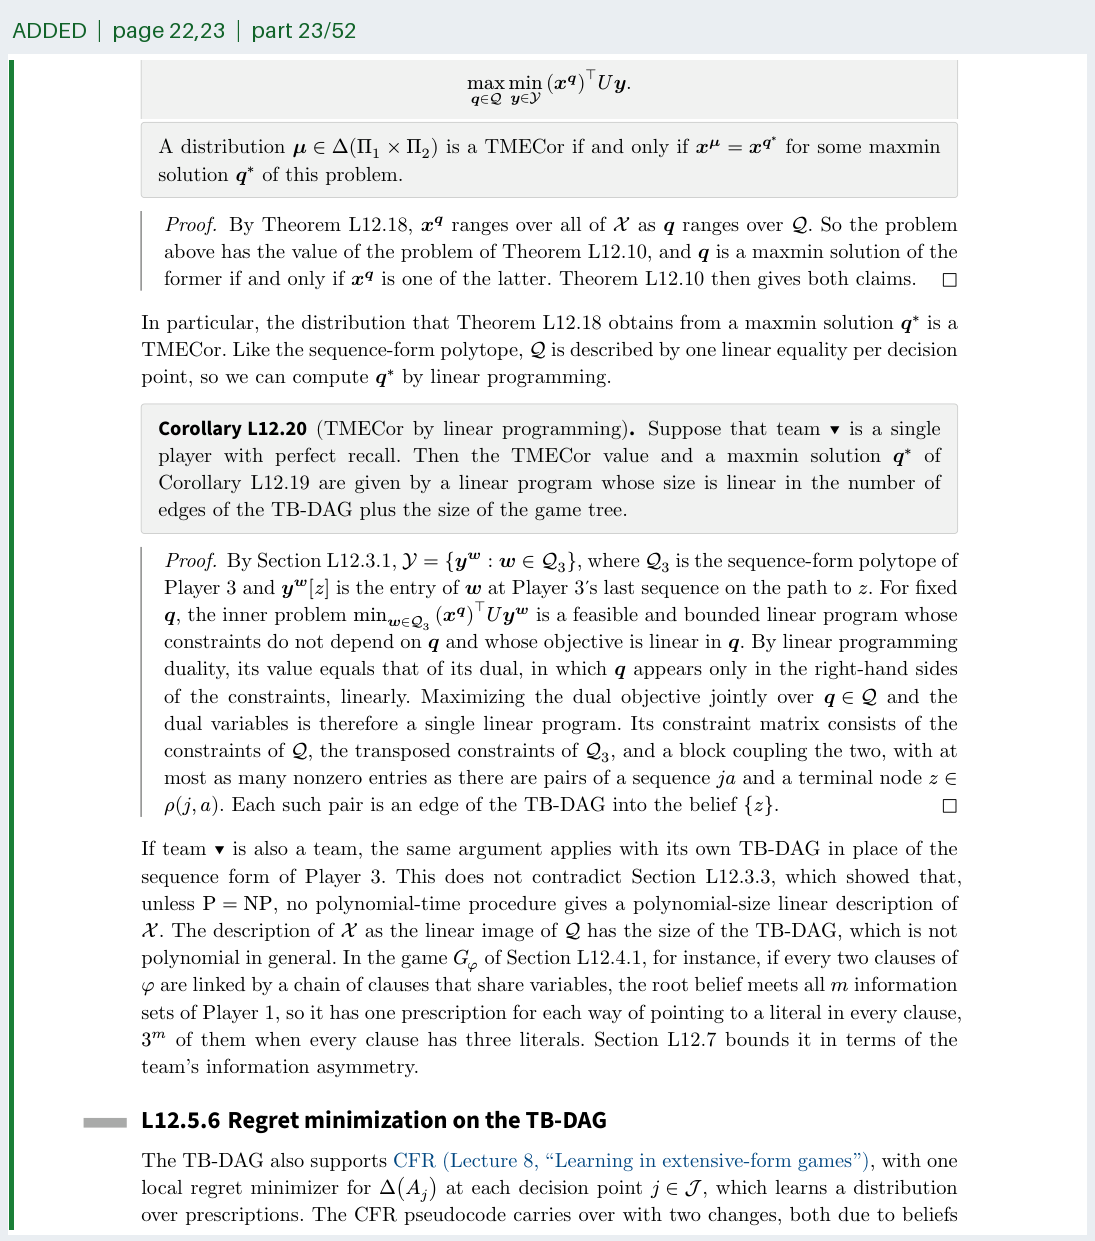 ADDED | page 22,23 | part 23/52
max min (x^q)^⊤ U y.
q∈𝒬 y∈𝒴
A distribution μ ∈ Δ(Π₁ × Π₂) is a TMECor if and only if x^μ = x^{q*} for some maxmin
solution q* of this problem.
Proof. By Theorem L12.18, x^q ranges over all of 𝒳 as q ranges over 𝒬. So the problem
above has the value of the problem of Theorem L12.10, and q is a maxmin solution of the
former if and only if x^q is one of the latter. Theorem L12.10 then gives both claims. □
In particular, the distribution that Theorem L12.18 obtains from a maxmin solution q* is a
TMECor. Like the sequence-form polytope, 𝒬 is described by one linear equality per decision
point, so we can compute q* by linear programming.
Corollary L12.20 (TMECor by linear programming). Suppose that team ▼ is a single
player with perfect recall. Then the TMECor value and a maxmin solution q* of
Corollary L12.19 are given by a linear program whose size is linear in the number of
edges of the TB-DAG plus the size of the game tree.
Proof. By Section L12.3.1, 𝒴 = {y^w : w ∈ 𝒬₃}, where 𝒬₃ is the sequence-form polytope of
Player 3 and y^w[z] is the entry of w at Player 3's last sequence on the path to z. For fixed
q, the inner problem min_{w∈𝒬₃} (x^q)^⊤ U y^w is a feasible and bounded linear program whose
constraints do not depend on q and whose objective is linear in q. By linear programming
duality, its value equals that of its dual, in which q appears only in the right-hand sides
of the constraints, linearly. Maximizing the dual objective jointly over q ∈ 𝒬 and the
dual variables is therefore a single linear program. Its constraint matrix consists of the
constraints of 𝒬, the transposed constraints of 𝒬₃, and a block coupling the two, with at
most as many nonzero entries as there are pairs of a sequence ja and a terminal node z ∈
ρ(j, a). Each such pair is an edge of the TB-DAG into the belief {z}. □
If team ▼ is also a team, the same argument applies with its own TB-DAG in place of the
sequence form of Player 3. This does not contradict Section L12.3.3, which showed that,
unless P = NP, no polynomial-time procedure gives a polynomial-size linear description of
𝒳. The description of 𝒳 as the linear image of 𝒬 has the size of the TB-DAG, which is not
polynomial in general. In the game G_φ of Section L12.4.1, for instance, if every two clauses of
φ are linked by a chain of clauses that share variables, the root belief meets all m information
sets of Player 1, so it has one prescription for each way of pointing to a literal in every clause,
3^m of them when every clause has three literals. Section L12.7 bounds it in terms of the
team's information asymmetry.
L12.5.6 Regret minimization on the TB-DAG
The TB-DAG also supports CFR (Lecture 8, “Learning in extensive-form games”), with one
local regret minimizer for Δ(A_j) at each decision point j ∈ 𝒥, which learns a distribution
over prescriptions. The CFR pseudocode carries over with two changes, both due to beliefs